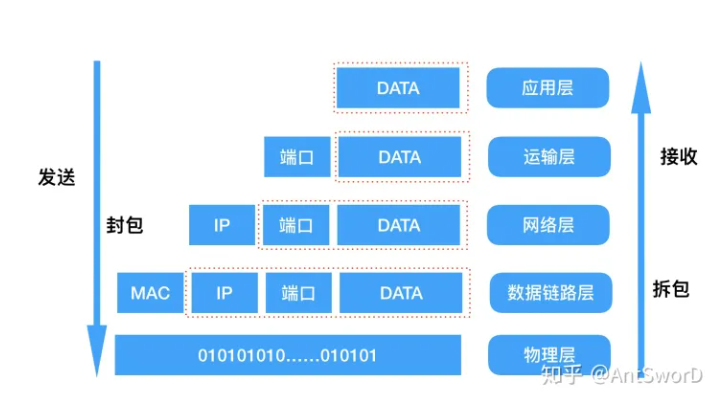 DATA 应用层
端口 DATA 运输层 接收
发送
封包 IP 端口 DATA 网络层
MAC IP 端口 DATA 数据链路层 拆包
010101010......010101 物理层
知乎 @AntSworD